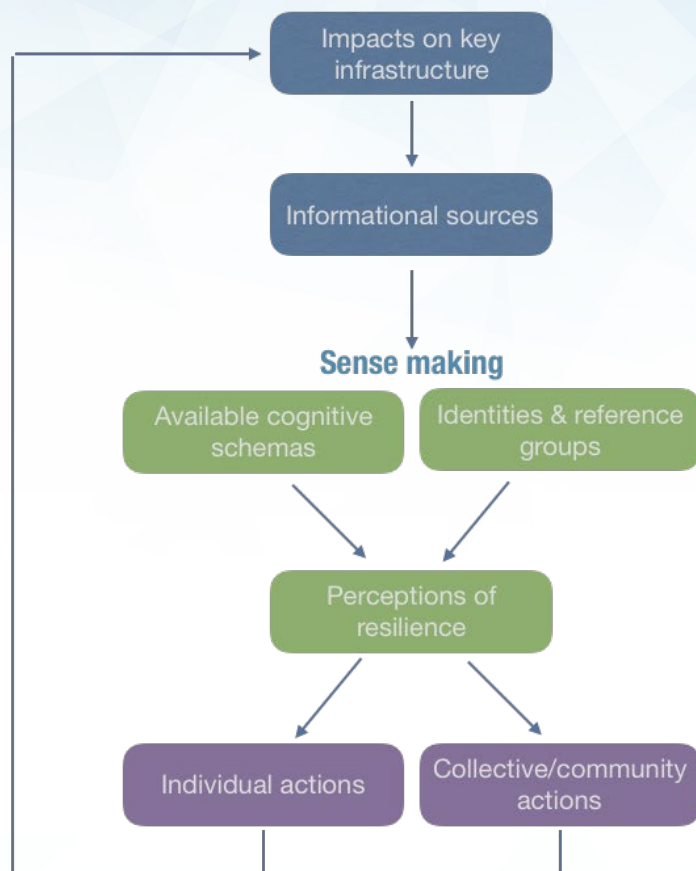 Impacts on key
infrastructure
Informational sources
Sense making
Available cognitive
schemas
Identities & reference
groups
Perceptions of
resilience
Individual actions
Collective/community
actions